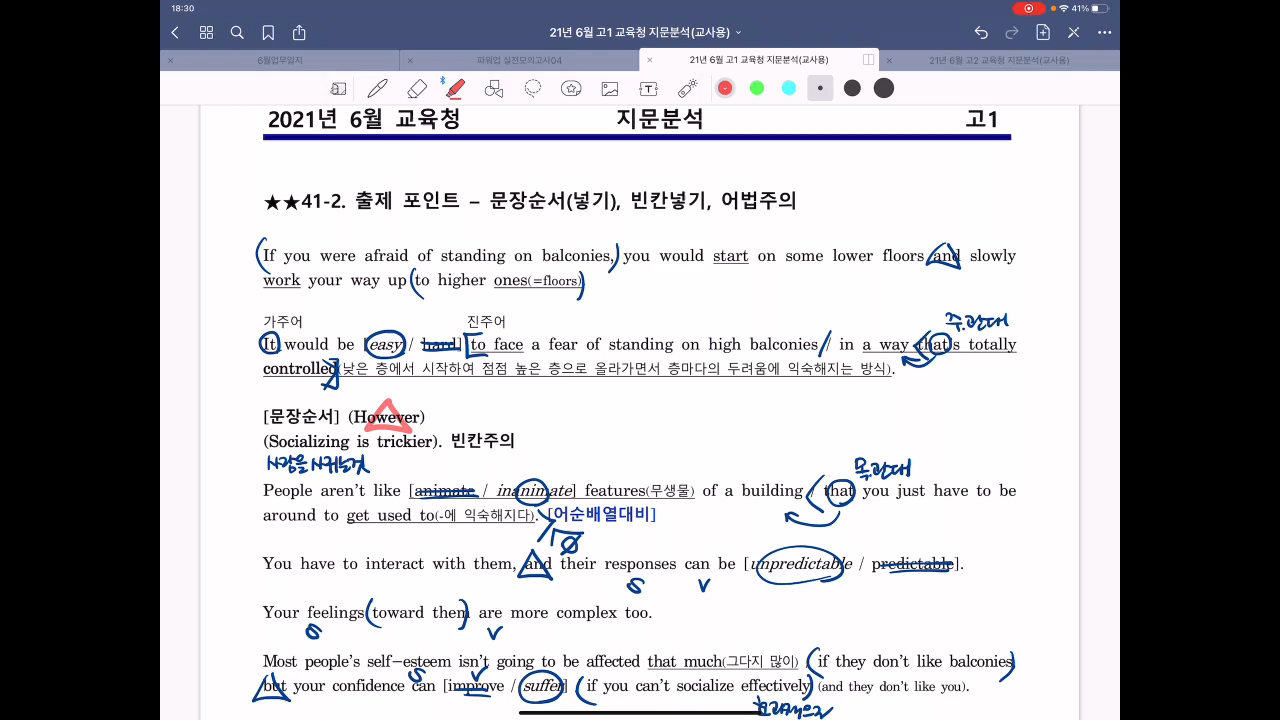 18:30
41%
21년 6월 고1 교육청 지문분석(교사용)
6월업무일지
파워업 실전모의고사04
21년 6월 고1 교육청 지문분석(교사용)
21년 6월 고2 교육청 지문분석(교사용)
2021년 6월 교육청 지문분석 고1
★★41-2. 출제 포인트 – 문장순서(넣기), 빈칸넣기, 어법주의
If you were afraid of standing on balconies, you would start on some lower floors and slowly
work your way up to higher ones(=floors)
가주어 진주어 주.관대
It would be [easy / hard] to face a fear of standing on high balconies / in a way that's totally
controlled(낮은 층에서 시작하여 점점 높은 층으로 올라가면서 층마다의 두려움에 익숙해지는 방식).
[문장순서] (However)
(Socializing is trickier). 빈칸주의
목.관대
People aren't like [animate / inanimate] features(무생물) of a building / that you just have to be
around to get used to(-에 익숙해지다). [어순배열대비]
You have to interact with them, and their responses can be [unpredictable / predictable].
S V
Your feelings (toward them) are more complex too.
S V
Most people's self-esteem isn't going to be affected that much(그다지 많이) (if they don't like balconies)
S V
but your confidence can [improve / suffer] (if you can't socialize effectively) (and they don't like you).